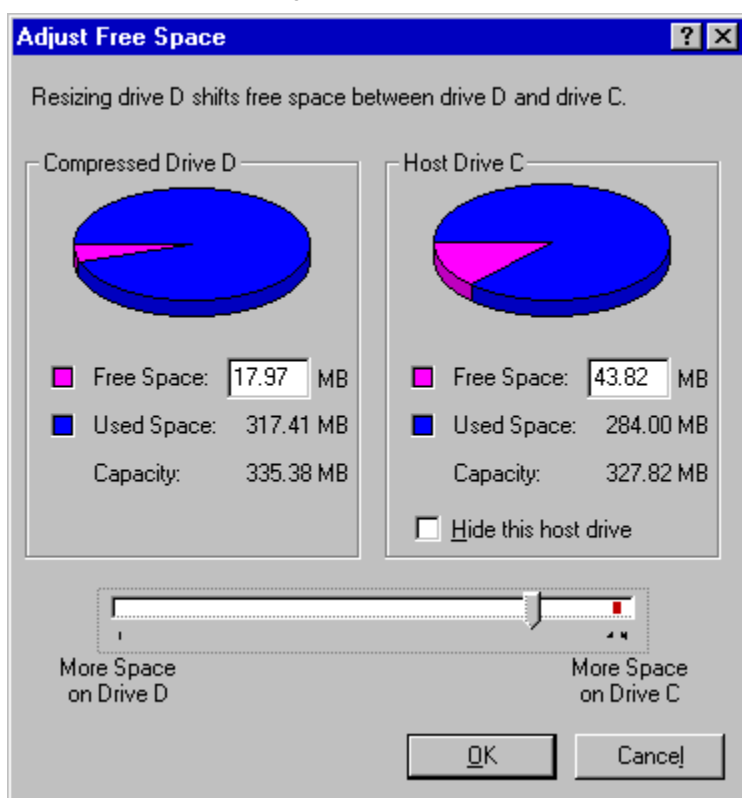 Adjust Free Space
Resizing drive D shifts free space between drive D and drive C.
Compressed Drive D
Free Space: 17.97 MB
Used Space: 317.41 MB
Capacity: 335.38 MB
Host Drive C
Free Space: 43.82 MB
Used Space: 284.00 MB
Capacity: 327.82 MB
Hide this host drive
More Space
on Drive D
More Space
on Drive C
OK
Cancel